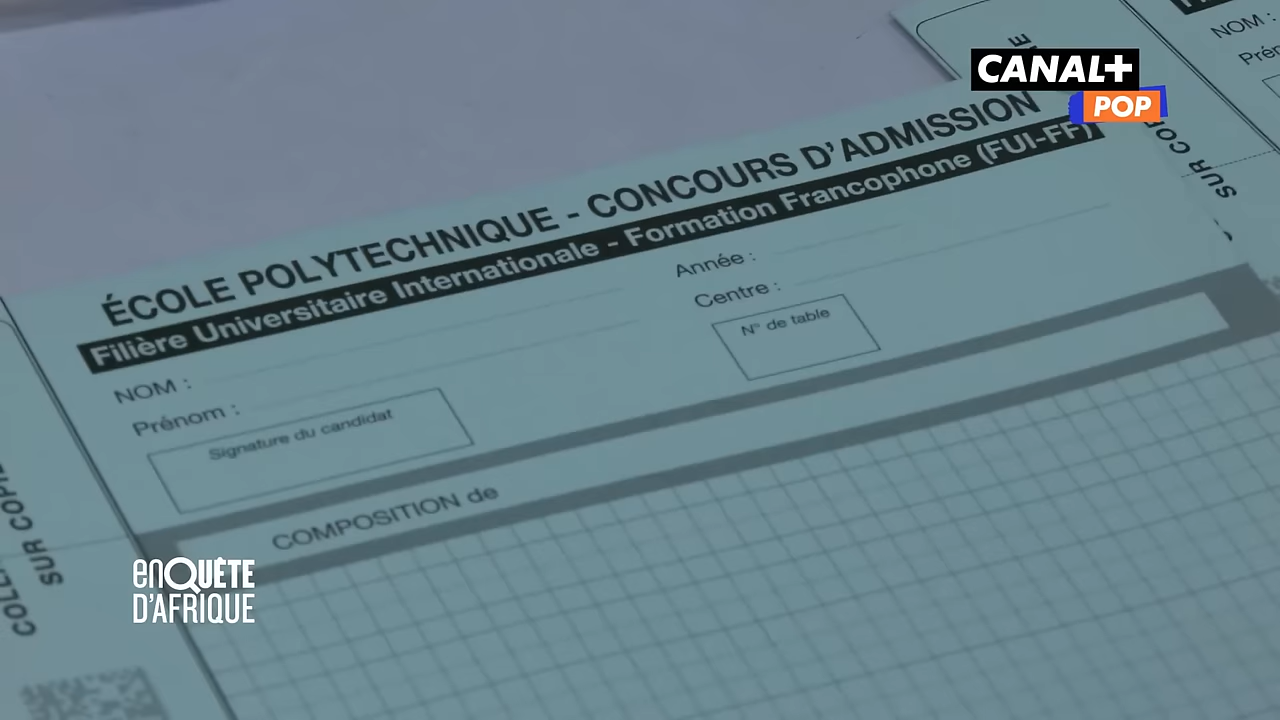 CANAL+
POP
ÉCOLE POLYTECHNIQUE - CONCOURS D'ADMISSION
Filière Universitaire Internationale - Formation Francophone (FUI-FF)
NOM :
Prénom :
Année :
Centre :
N° de table
Signature du candidat
COMPOSITION de
NOM :
SUR COPIE
enQUÊTE
D'AFRIQUE